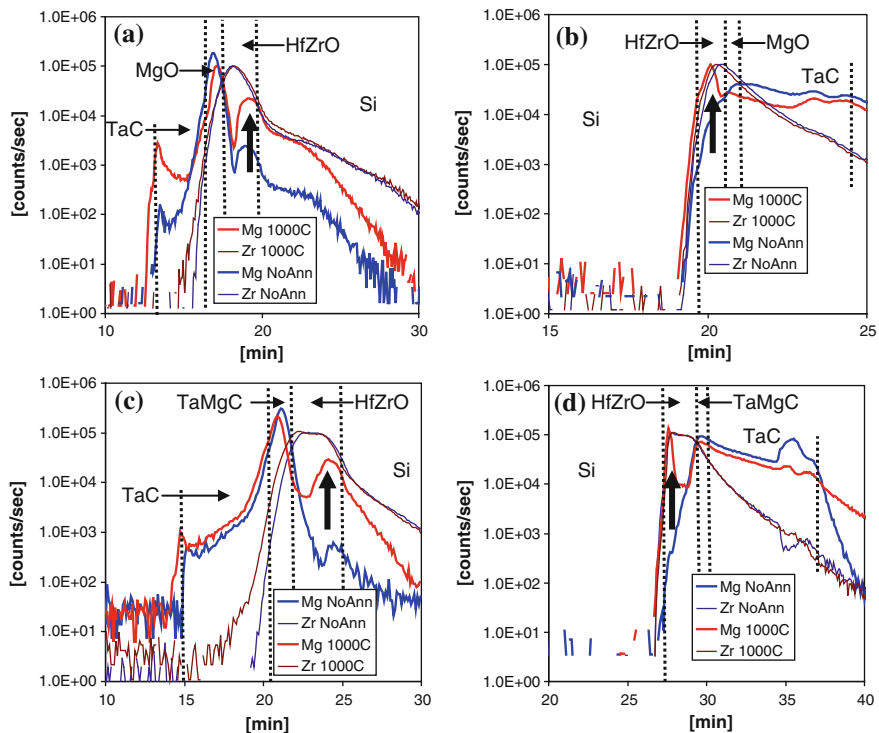 (a)
HfZrO
MgO
TaC
Si
[counts/sec]
1.0E+06
1.0E+05
1.0E+04
1.0E+03
1.0E+02
1.0E+01
1.0E+00
Mg 1000C
Zr 1000C
Mg NoAnn
Zr NoAnn
10 20 30
[min]
(b)
HfZrO MgO
TaC
Si
[counts/sec]
1.0E+06
1.0E+05
1.0E+04
1.0E+03
1.0E+02
1.0E+01
1.0E+00
Mg 1000C
Zr 1000C
Mg NoAnn
Zr NoAnn
15 20 25
[min]
(c)
TaMgC
HfZrO
Si
TaC
[counts/sec]
1.0E+06
1.0E+05
1.0E+04
1.0E+03
1.0E+02
1.0E+01
1.0E+00
Mg NoAnn
Zr NoAnn
Mg 1000C
Zr 1000C
10 20 30
[min]
(d)
HfZrO TaMgC
TaC
Si
[counts/sec]
1.0E+06
1.0E+05
1.0E+04
1.0E+03
1.0E+02
1.0E+01
1.0E+00
Mg NoAnn
Zr NoAnn
Mg 1000C
Zr 1000C
20 30 40
[min]